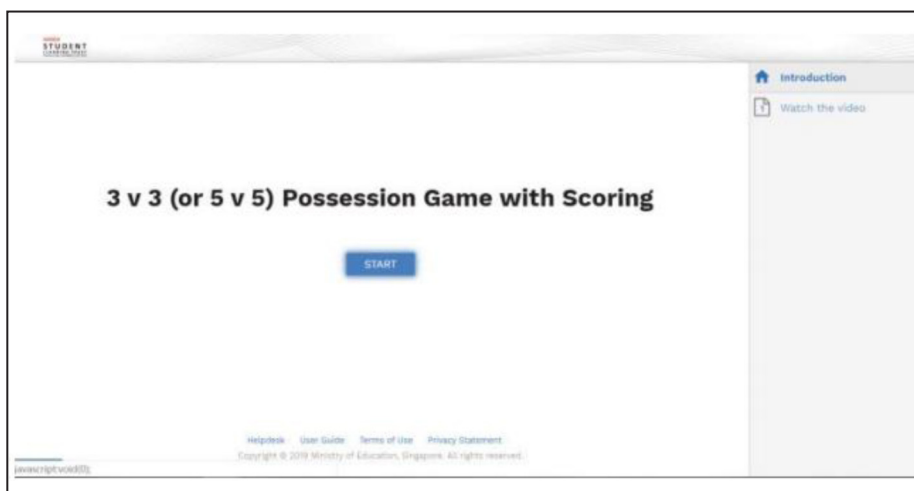 STUDENT
Introduction
Watch the video
3 v 3 (or 5 v 5) Possession Game with Scoring
START
Helpdesk User Guide Terms of Use Privacy Statement
Copyright © 2019 Ministry of Education, Singapore. All rights reserved.
javascript:void(0);